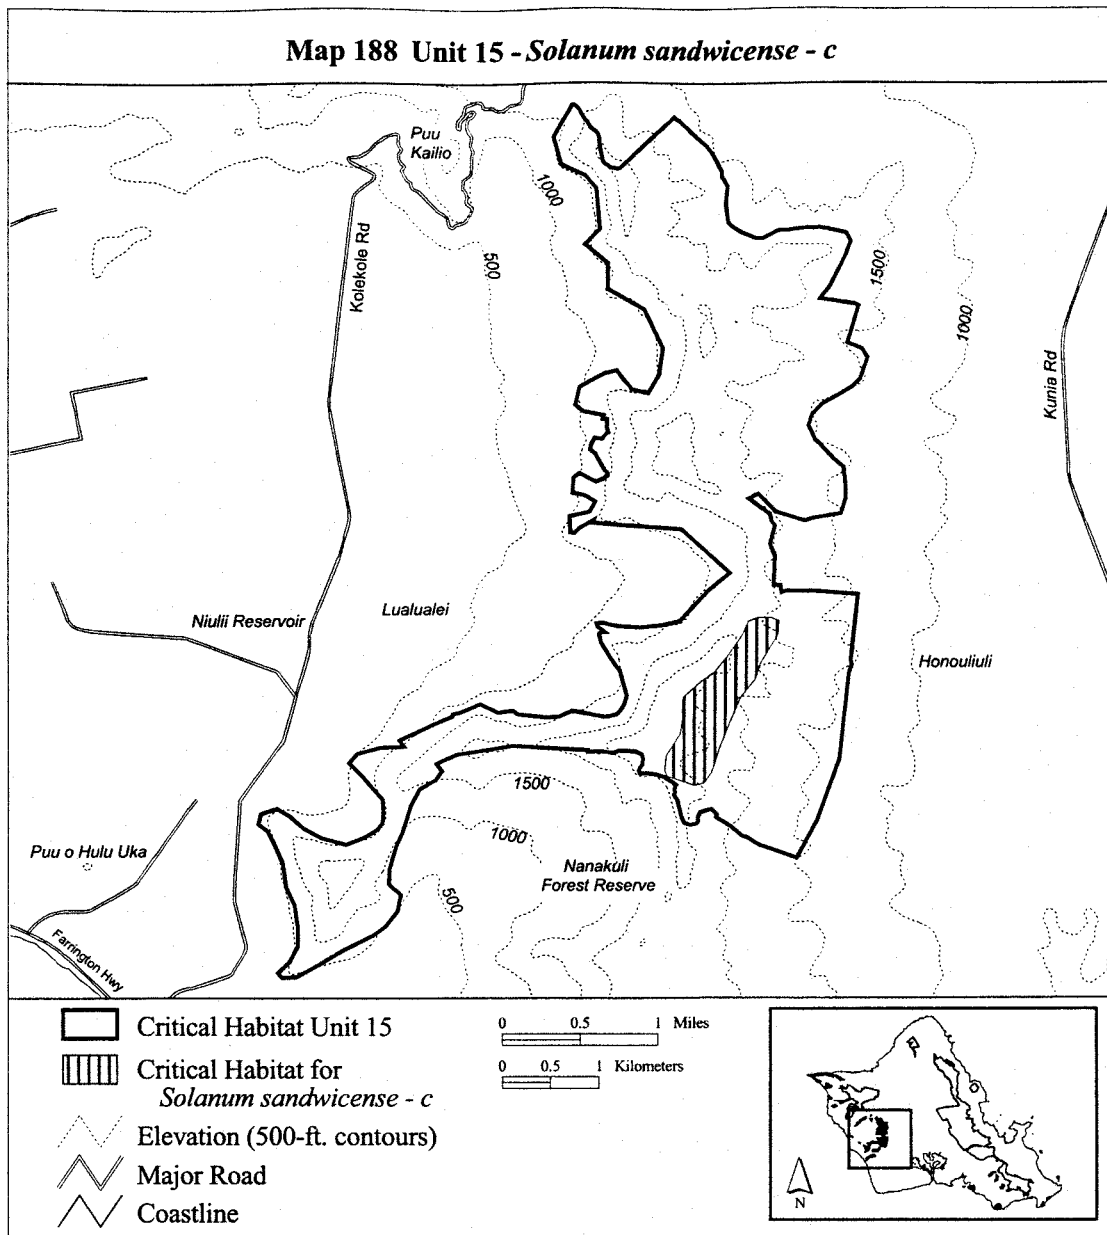 Map 188 Unit 15 - Solanum sandwicense - c
Puu
Kailio
1000
Kolekole Rd
500
1500
1000
Kunia Rd
Niulii Reservoir
Lualualei
Honouliuli
1500
1000
Puu o Hulu Uka
Nanakuli
Forest Reserve
500
Farrington Hwy
Critical Habitat Unit 15
Critical Habitat for
Solanum sandwicense - c
Elevation (500-ft. contours)
Major Road
Coastline
0 0.5 1 Miles
0 0.5 1 Kilometers
N